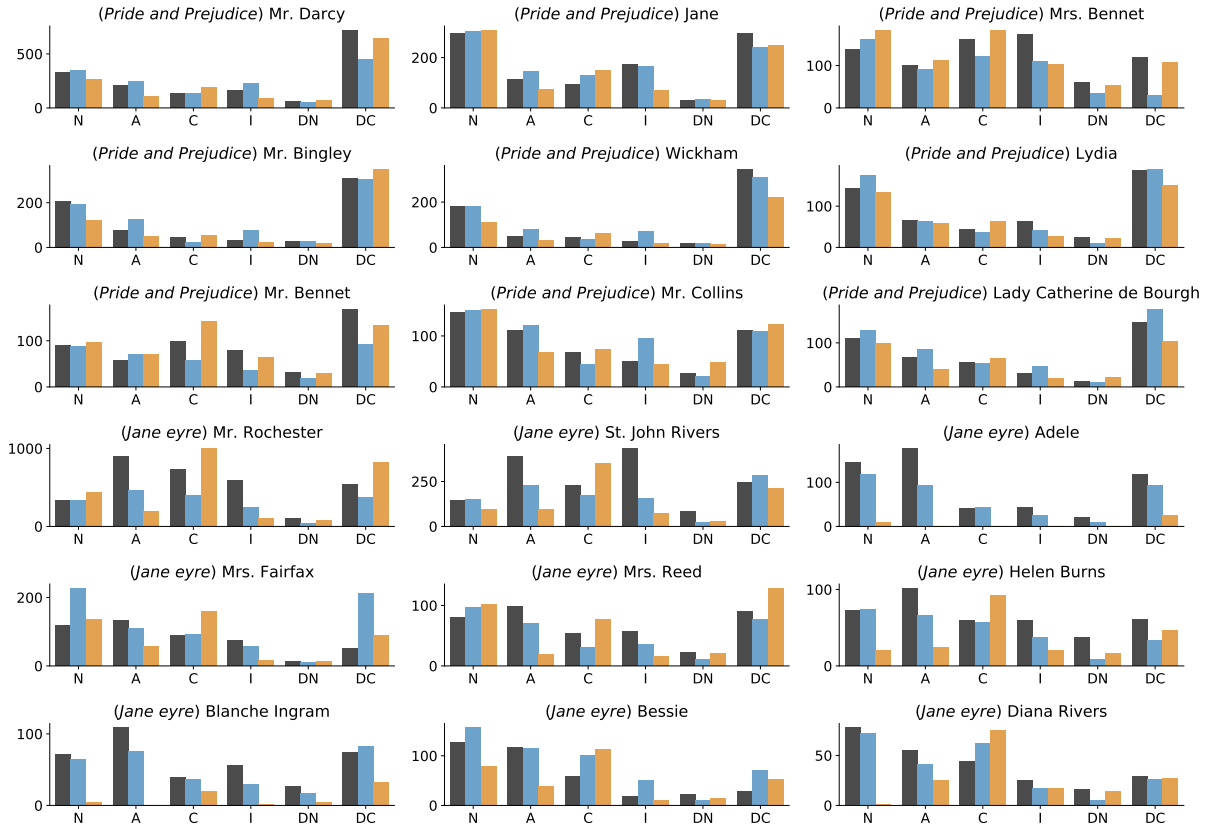 (Pride and Prejudice) Mr. Darcy
500
0
N A C I DN DC
(Pride and Prejudice) Jane
200
0
N A C I DN DC
(Pride and Prejudice) Mrs. Bennet
100
0
N A C I DN DC
(Pride and Prejudice) Mr. Bingley
200
0
N A C I DN DC
(Pride and Prejudice) Wickham
200
0
N A C I DN DC
(Pride and Prejudice) Lydia
100
0
N A C I DN DC
(Pride and Prejudice) Mr. Bennet
100
0
N A C I DN DC
(Pride and Prejudice) Mr. Collins
100
0
N A C I DN DC
(Pride and Prejudice) Lady Catherine de Bourgh
100
0
N A C I DN DC
(Jane eyre) Mr. Rochester
1000
0
N A C I DN DC
(Jane eyre) St. John Rivers
250
0
N A C I DN DC
(Jane eyre) Adele
100
0
N A C I DN DC
(Jane eyre) Mrs. Fairfax
200
0
N A C I DN DC
(Jane eyre) Mrs. Reed
100
0
N A C I DN DC
(Jane eyre) Helen Burns
100
0
N A C I DN DC
(Jane eyre) Blanche Ingram
100
0
N A C I DN DC
(Jane eyre) Bessie
100
0
N A C I DN DC
(Jane eyre) Diana Rivers
50
0
N A C I DN DC